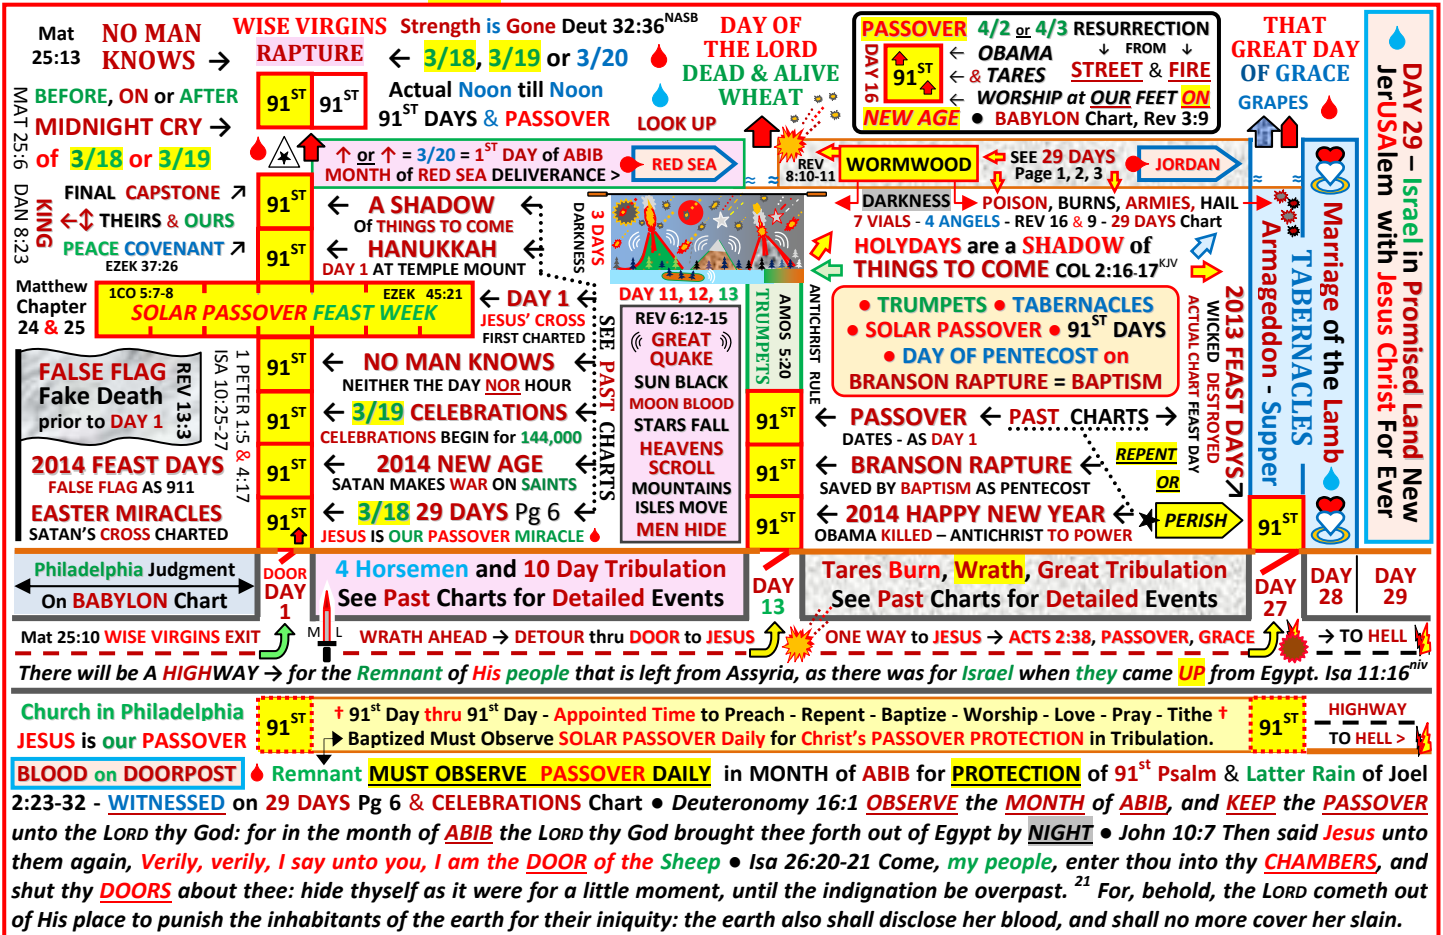 Mat
25:13
NO MAN
KNOWS →
WISE VIRGINS
RAPTURE
Strength is Gone Deut 32:36 NASB
← 3/18, 3/19 or 3/20
Actual Noon till Noon
91ST DAYS & PASSOVER
LOOK UP
DAY OF
THE LORD
DEAD & ALIVE
WHEAT
PASSOVER 4/2 or 4/3 RESURRECTION
DAY 16
91ST
← OBAMA
← & TARES
↓ FROM ↓
STREET & FIRE
← WORSHIP at OUR FEET ON
NEW AGE ● BABYLON Chart, Rev 3:9
THAT
GREAT DAY
OF GRACE
GRAPES
DAY 29 – Israel in Promised Land New
JerUSAlem with Jesus Christ For Ever
MAT 25:6 DAN 8:23
BEFORE, ON or AFTER
MIDNIGHT CRY →
of 3/18 or 3/19
91ST 91ST
↑ or ↑ = 3/20 = 1ST DAY of ABIB
MONTH of RED SEA DELIVERANCE >
RED SEA
REV
8:10-11
WORMWOOD
SEE 29 DAYS
Page 1, 2, 3
JORDAN
DARKNESS
POISON, BURNS, ARMIES, HAIL
7 VIALS - 4 ANGELS - REV 16 & 9 - 29 DAYS Chart
KING
FINAL CAPSTONE ↗
←↕ THEIRS & OURS
PEACE COVENANT ↗
EZEK 37:26
91ST
91ST
← A SHADOW ←
Of THINGS TO COME
← HANUKKAH ←
DAY 1 AT TEMPLE MOUNT
DARKNESS
3 DAYS
DAY 11, 12, 13
HOLYDAYS are a SHADOW of
THINGS TO COME COL 2:16-17 KJV
Matthew
Chapter
24 & 25
1CO 5:7-8 EZEK 45:21
SOLAR PASSOVER FEAST WEEK
← DAY 1 ←
JESUS' CROSS
FIRST CHARTED
SEE PAST CHARTS
REV 6:12-15
GREAT
QUAKE
SUN BLACK
MOON BLOOD
STARS FALL
HEAVENS
SCROLL
MOUNTAINS
ISLES MOVE
MEN HIDE
TRUMPETS
AMOS 5:20
ANTICHRIST RULE
● TRUMPETS ● TABERNACLES
● SOLAR PASSOVER ● 91ST DAYS
● DAY OF PENTECOST on
BRANSON RAPTURE = BAPTISM
WICKED DESTROYED
ACTUAL CHART FEAST DAY
2013 FEAST DAYS
Armageddon - Supper
TABERNACLES
Marriage of the Lamb
FALSE FLAG
Fake Death
prior to DAY 1
REV 13:3
ISA 10:25-27
1 PETER 1:5 & 4:17
2014 FEAST DAYS
FALSE FLAG AS 911
EASTER MIRACLES
SATAN'S CROSS CHARTED
91ST
91ST
91ST
91ST
← NO MAN KNOWS
NEITHER THE DAY NOR HOUR
← 3/19 CELEBRATIONS ←
CELEBRATIONS BEGIN for 144,000
← 2014 NEW AGE ←
SATAN MAKES WAR ON SAINTS
← 3/18 29 DAYS Pg 6 ←
JESUS IS OUR PASSOVER MIRACLE
91ST
91ST
91ST
← PASSOVER ← PAST CHARTS →
DATES - AS DAY 1
← BRANSON RAPTURE ←
SAVED BY BAPTISM AS PENTECOST
← 2014 HAPPY NEW YEAR ←
OBAMA KILLED – ANTICHRIST TO POWER
REPENT
OR
PERISH
91ST
Philadelphia Judgment
On BABYLON Chart
DOOR
DAY
1
4 Horsemen and 10 Day Tribulation
See Past Charts for Detailed Events
DAY
13
Tares Burn, Wrath, Great Tribulation
See Past Charts for Detailed Events
DAY
27
DAY
28
DAY
29
Mat 25:10 WISE VIRGINS EXIT
M L
WRATH AHEAD → DETOUR thru DOOR to JESUS
ONE WAY to JESUS → ACTS 2:38, PASSOVER, GRACE
→ TO HELL
There will be A HIGHWAY → for the Remnant of His people that is left from Assyria, as there was for Israel when they came UP from Egypt. Isa 11:16 niv
Church in Philadelphia
JESUS is our PASSOVER
91ST
† 91st Day thru 91st Day - Appointed Time to Preach - Repent - Baptize - Worship - Love - Pray - Tithe †
Baptized Must Observe SOLAR PASSOVER Daily for Christ's PASSOVER PROTECTION in Tribulation.
91ST
HIGHWAY
TO HELL >
BLOOD on DOORPOST Remnant MUST OBSERVE PASSOVER DAILY in MONTH of ABIB for PROTECTION of 91st Psalm & Latter Rain of Joel
2:23-32 - WITNESSED on 29 DAYS Pg 6 & CELEBRATIONS Chart ● Deuteronomy 16:1 OBSERVE the MONTH of ABIB, and KEEP the PASSOVER
unto the LORD thy God: for in the month of ABIB the LORD thy God brought thee forth out of Egypt by NIGHT ● John 10:7 Then said Jesus unto
them again, Verily, verily, I say unto you, I am the DOOR of the Sheep ● Isa 26:20-21 Come, my people, enter thou into thy CHAMBERS, and
shut thy DOORS about thee: hide thyself as it were for a little moment, until the indignation be overpast. 21 For, behold, the LORD cometh out
of His place to punish the inhabitants of the earth for their iniquity: the earth also shall disclose her blood, and shall no more cover her slain.